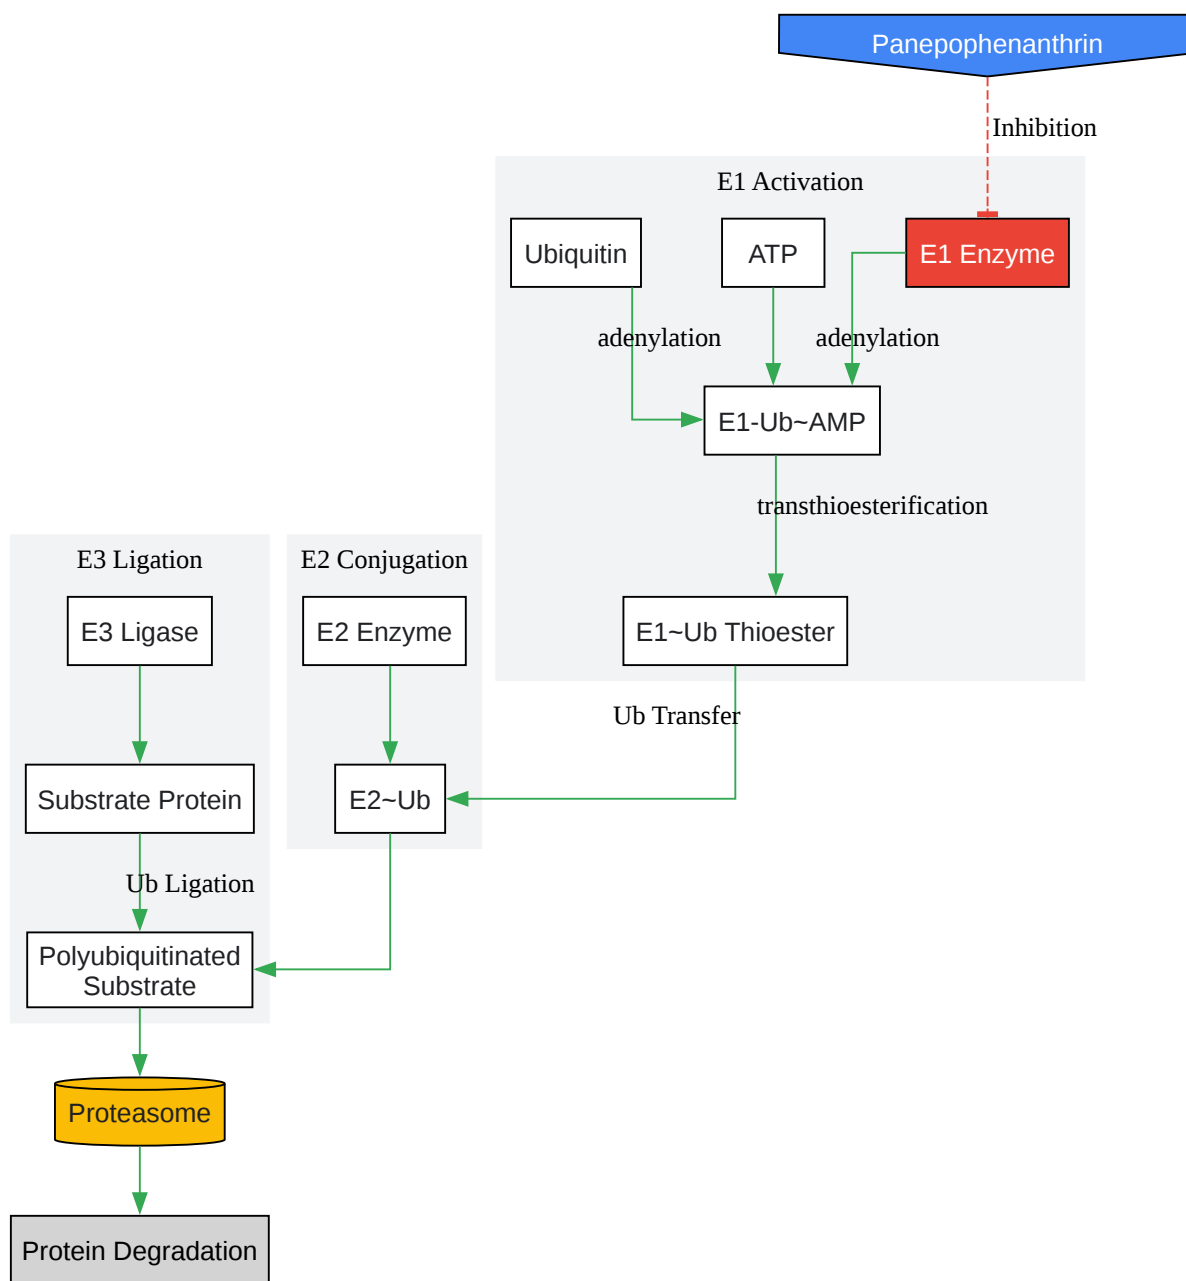 Panepophenanthrin
Inhibition
E1 Activation
Ubiquitin
ATP
E1 Enzyme
adenylation
adenylation
E1-Ub~AMP
transthioesterification
E3 Ligation
E2 Conjugation
E3 Ligase
E2 Enzyme
E1~Ub Thioester
Ub Transfer
Substrate Protein
E2~Ub
Ub Ligation
Polyubiquitinated
Substrate
Proteasome
Protein Degradation